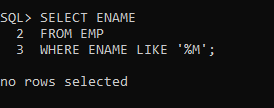 SQL> SELECT ENAME
  2  FROM EMP
  3  WHERE ENAME LIKE '%M';
no rows selected